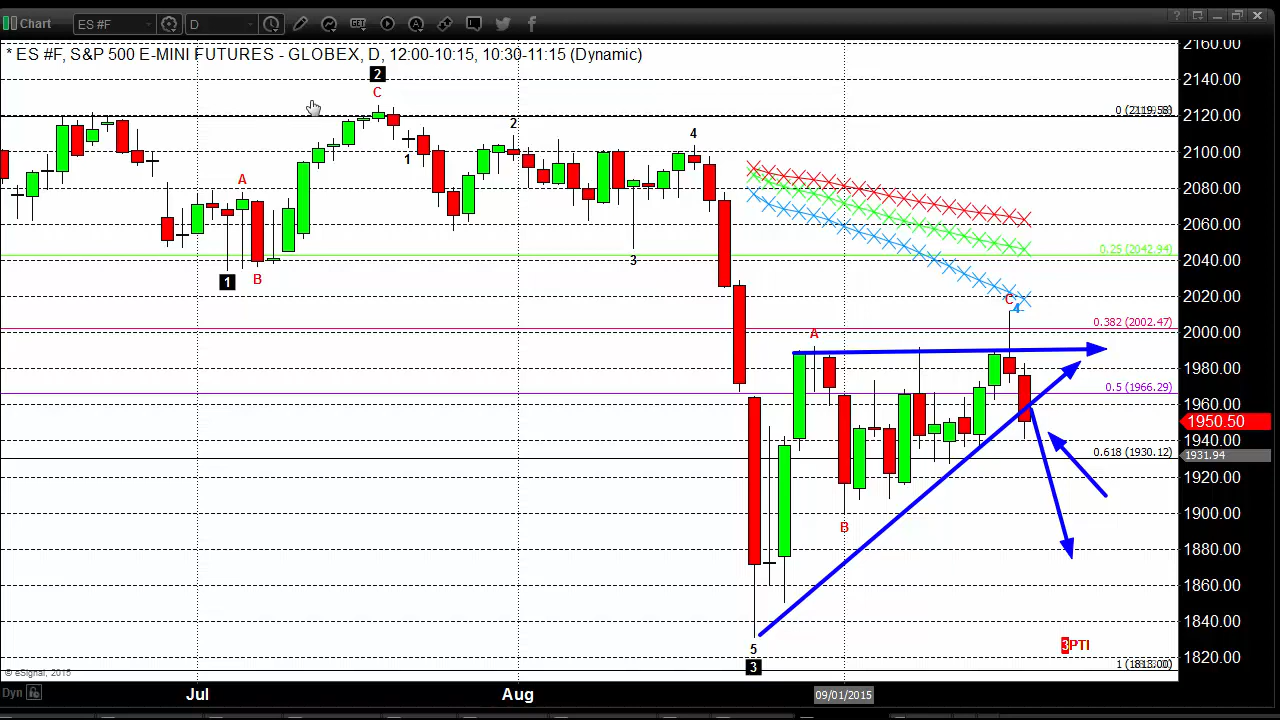 Chart
ES #F
D
GET
A
* ES #F, S&P 500 E-MINI FUTURES - GLOBEX, D, 12:00-10:15, 10:30-11:15 (Dynamic)
2160.00
2140.00
2120.00
2100.00
2080.00
2060.00
2040.00
2020.00
2000.00
1980.00
1960.00
1950.50
1940.00
1931.94
1920.00
1900.00
1880.00
1860.00
1840.00
1820.00
2
C
0 (2119.58)
1
2
4
A
1
B
3
0.25 (2042.94)
C
4
0.382 (2002.47)
A
0.5 (1966.29)
0.618 (1930.12)
B
5
3
3PTI
1 (1813.00)
© eSignal, 2015
Dyn
Jul
Aug
09/01/2015